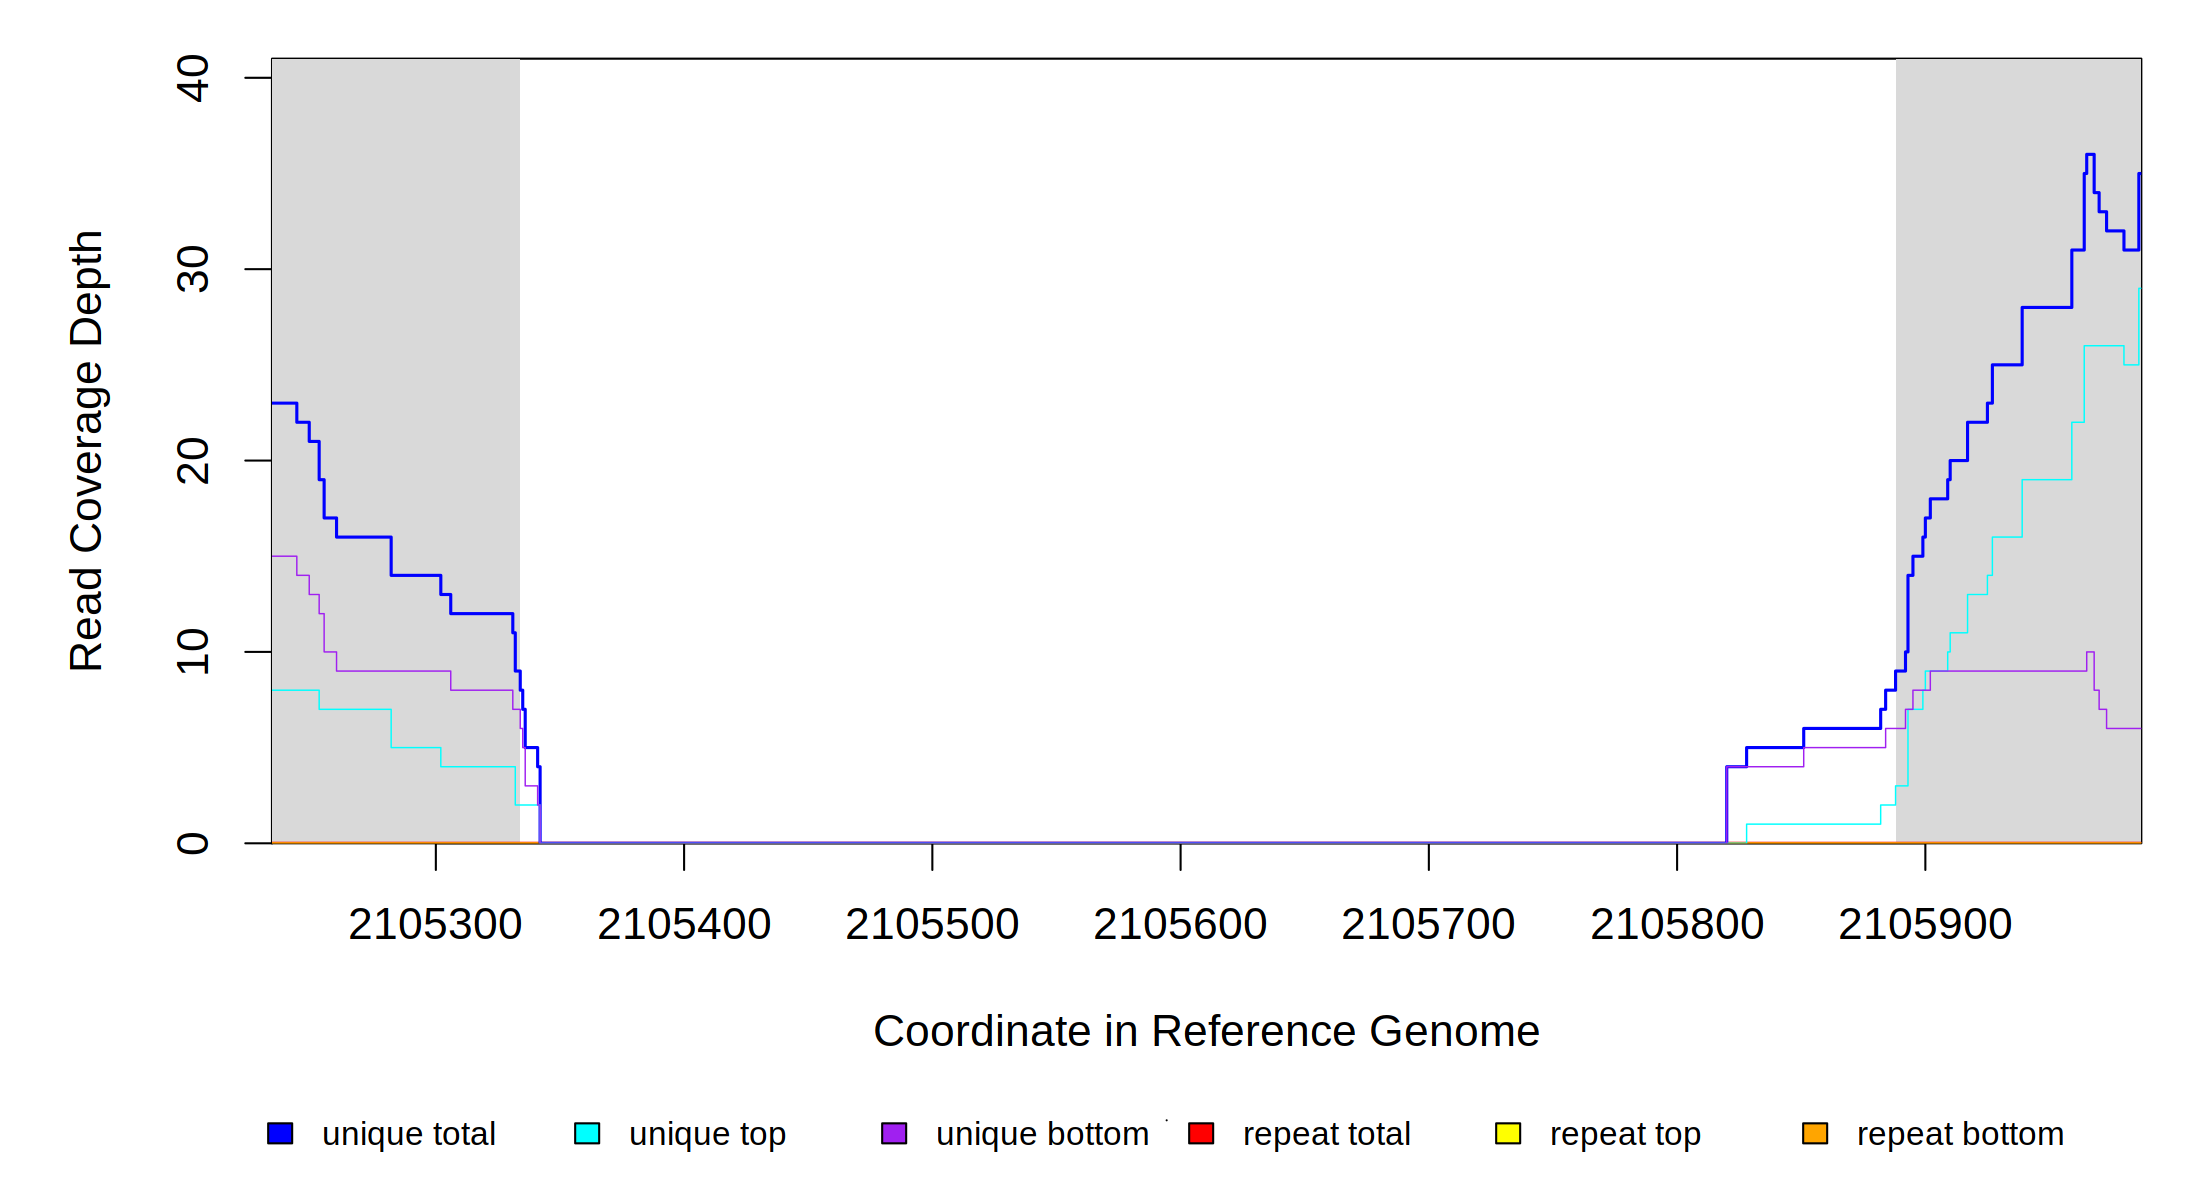 40
30
20
10
0
Read Coverage Depth
2105300 2105400 2105500 2105600 2105700 2105800 2105900
Coordinate in Reference Genome
unique total unique top unique bottom repeat total repeat top repeat bottom